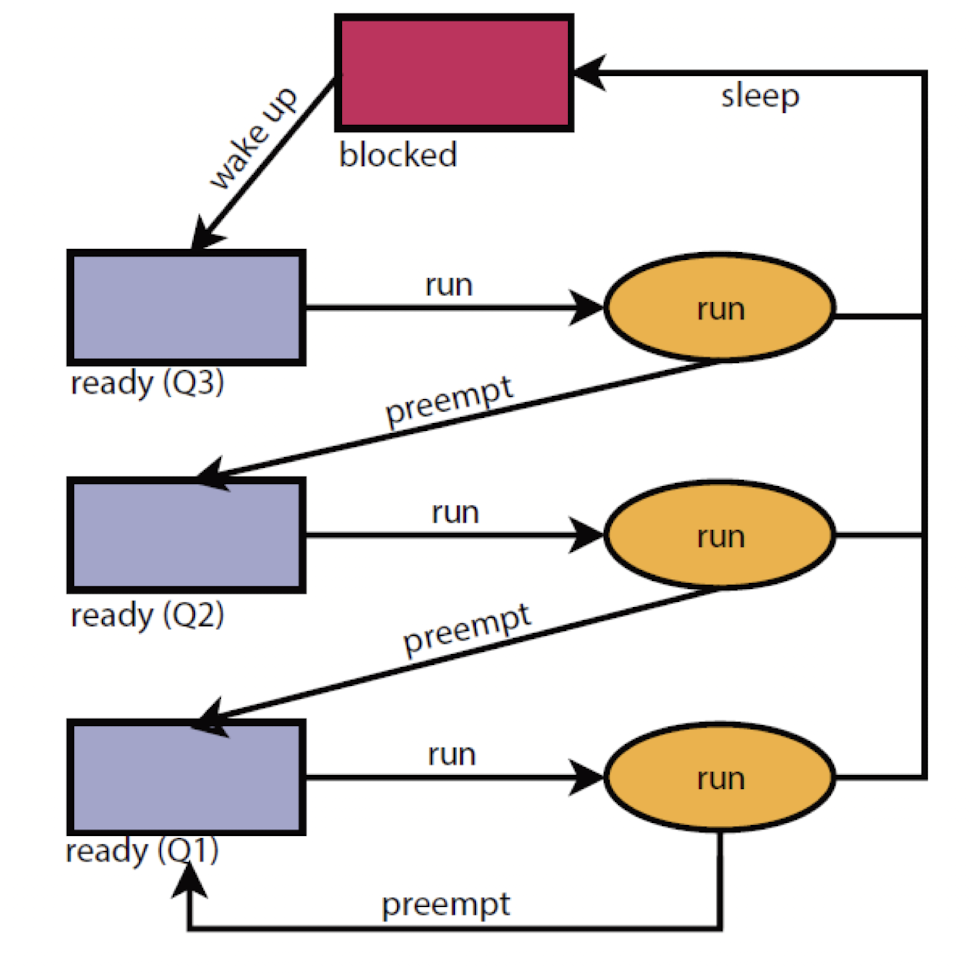 sleep
wake up
blocked
run
run
ready (Q3)
preempt
run
run
ready (Q2)
preempt
run
run
ready (Q1)
preempt